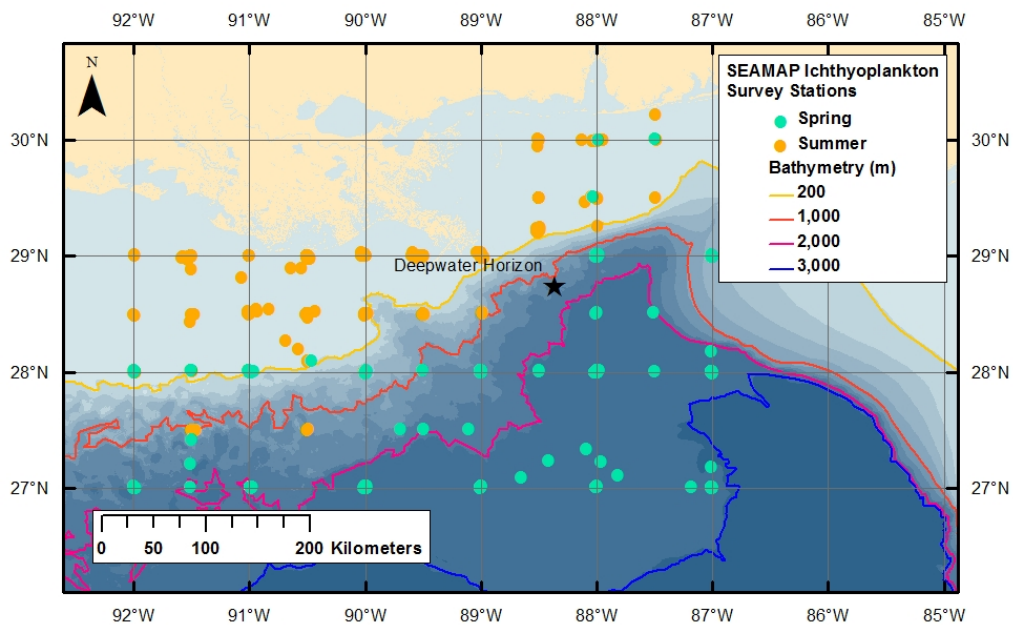 92°W 91°W 90°W 89°W 88°W 87°W 86°W 85°W
N
SEAMAP Ichthyoplankton
Survey Stations
Spring
Summer
Bathymetry (m)
200
1,000
2,000
3,000
30°N 30°N
29°N 29°N
Deepwater Horizon
28°N 28°N
27°N 27°N
0 50 100 200 Kilometers
92°W 91°W 90°W 89°W 88°W 87°W 86°W 85°W